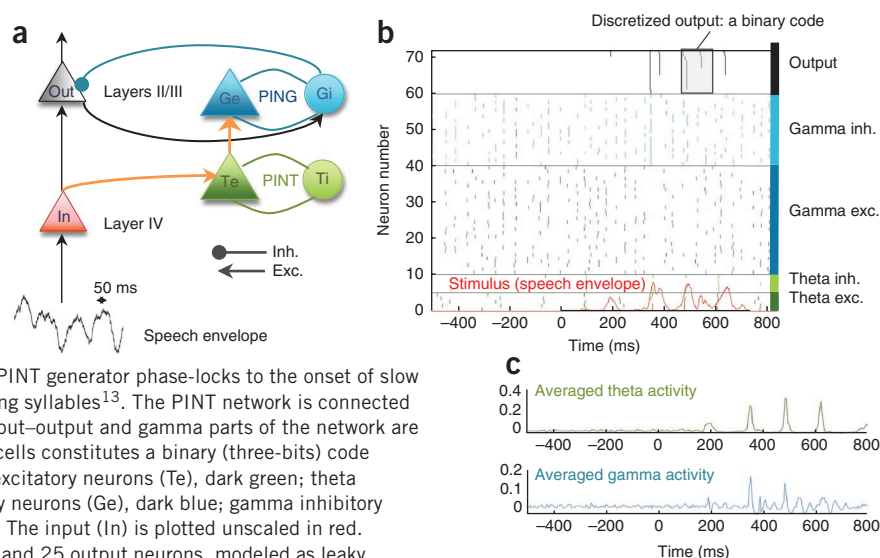 a
Out
Layers II/III
Ge
PING
Gi
Te
PINT
Ti
In
Layer IV
Inh.
Exc.
50 ms
Speech envelope
PINT generator phase-locks to the onset of slow
ng syllables13. The PINT network is connected
out–output and gamma parts of the network are
cells constitutes a binary (three-bits) code
excitatory neurons (Te), dark green; theta
y neurons (Ge), dark blue; gamma inhibitory
The input (In) is plotted unscaled in red.
and 25 output neurons, modeled as leaky
b
Discretized output: a binary code
Neuron number
70
60
50
40
30
20
10
0
Output
Gamma inh.
Gamma exc.
Theta inh.
Theta exc.
Stimulus (speech envelope)
−400 −200 0 200 400 600 800
Time (ms)
c
Averaged theta activity
0.4
0.2
0
−400 −200 0 200 400 600 800
Averaged gamma activity
0.2
0.1
0
−400 −200 0 200 400 600 800
Time (ms)